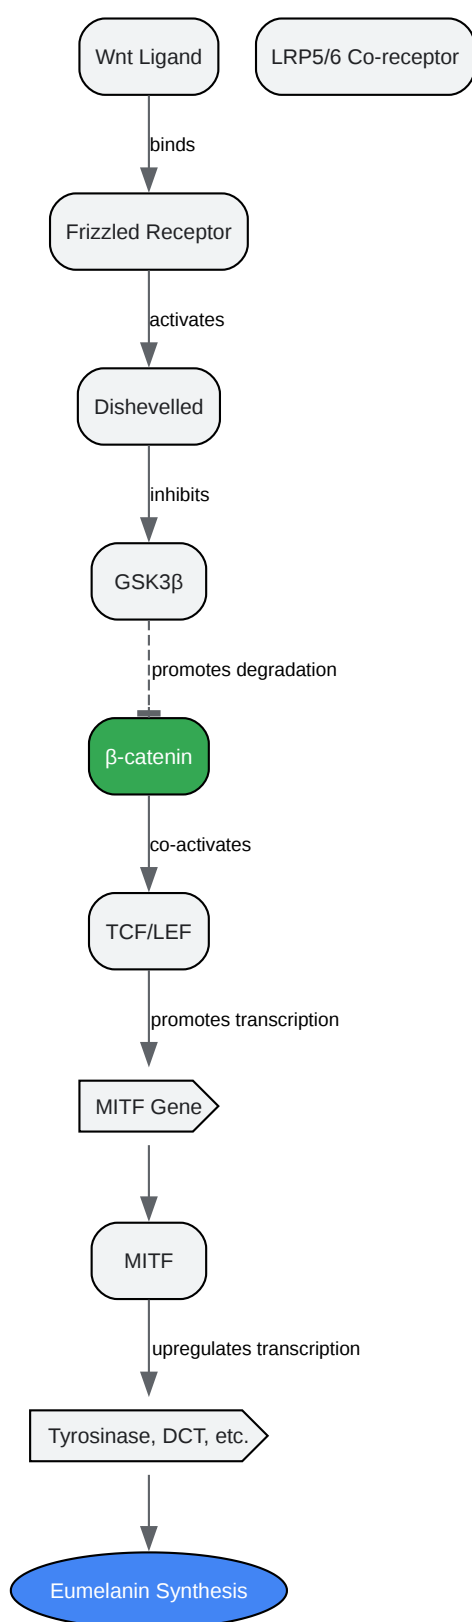 Wnt Ligand
LRP5/6 Co-receptor
binds
Frizzled Receptor
activates
Dishevelled
inhibits
GSK3β
promotes degradation
β-catenin
co-activates
TCF/LEF
promotes transcription
MITF Gene
MITF
upregulates transcription
Tyrosinase, DCT, etc.
Eumelanin Synthesis